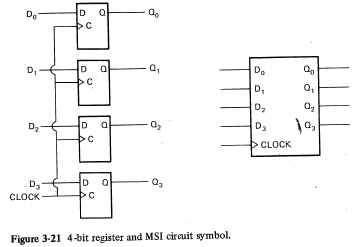 D0 D Q Q0
C
D1 D Q Q1
C
D2 D Q Q2
C
D3 D Q Q3
CLOCK C
D0 Q0
D1 Q1
D2 Q2
D3 Q3
CLOCK
Figure 3-21 4-bit register and MSI circuit symbol.